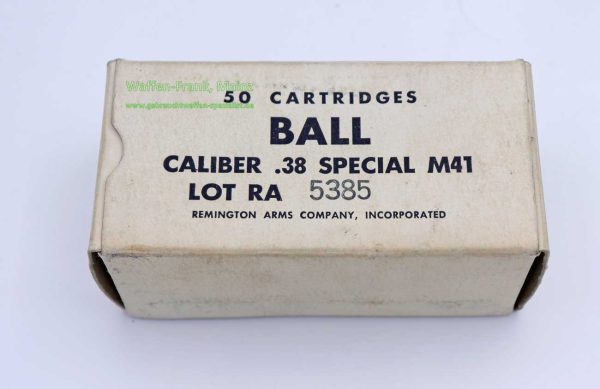 Waffen-Frank, Mainz
www.gebrauchtwaffen-spezialist.de
50 CARTRIDGES
BALL
CALIBER .38 SPECIAL M41
LOT RA 5385
REMINGTON ARMS COMPANY, INCORPORATED